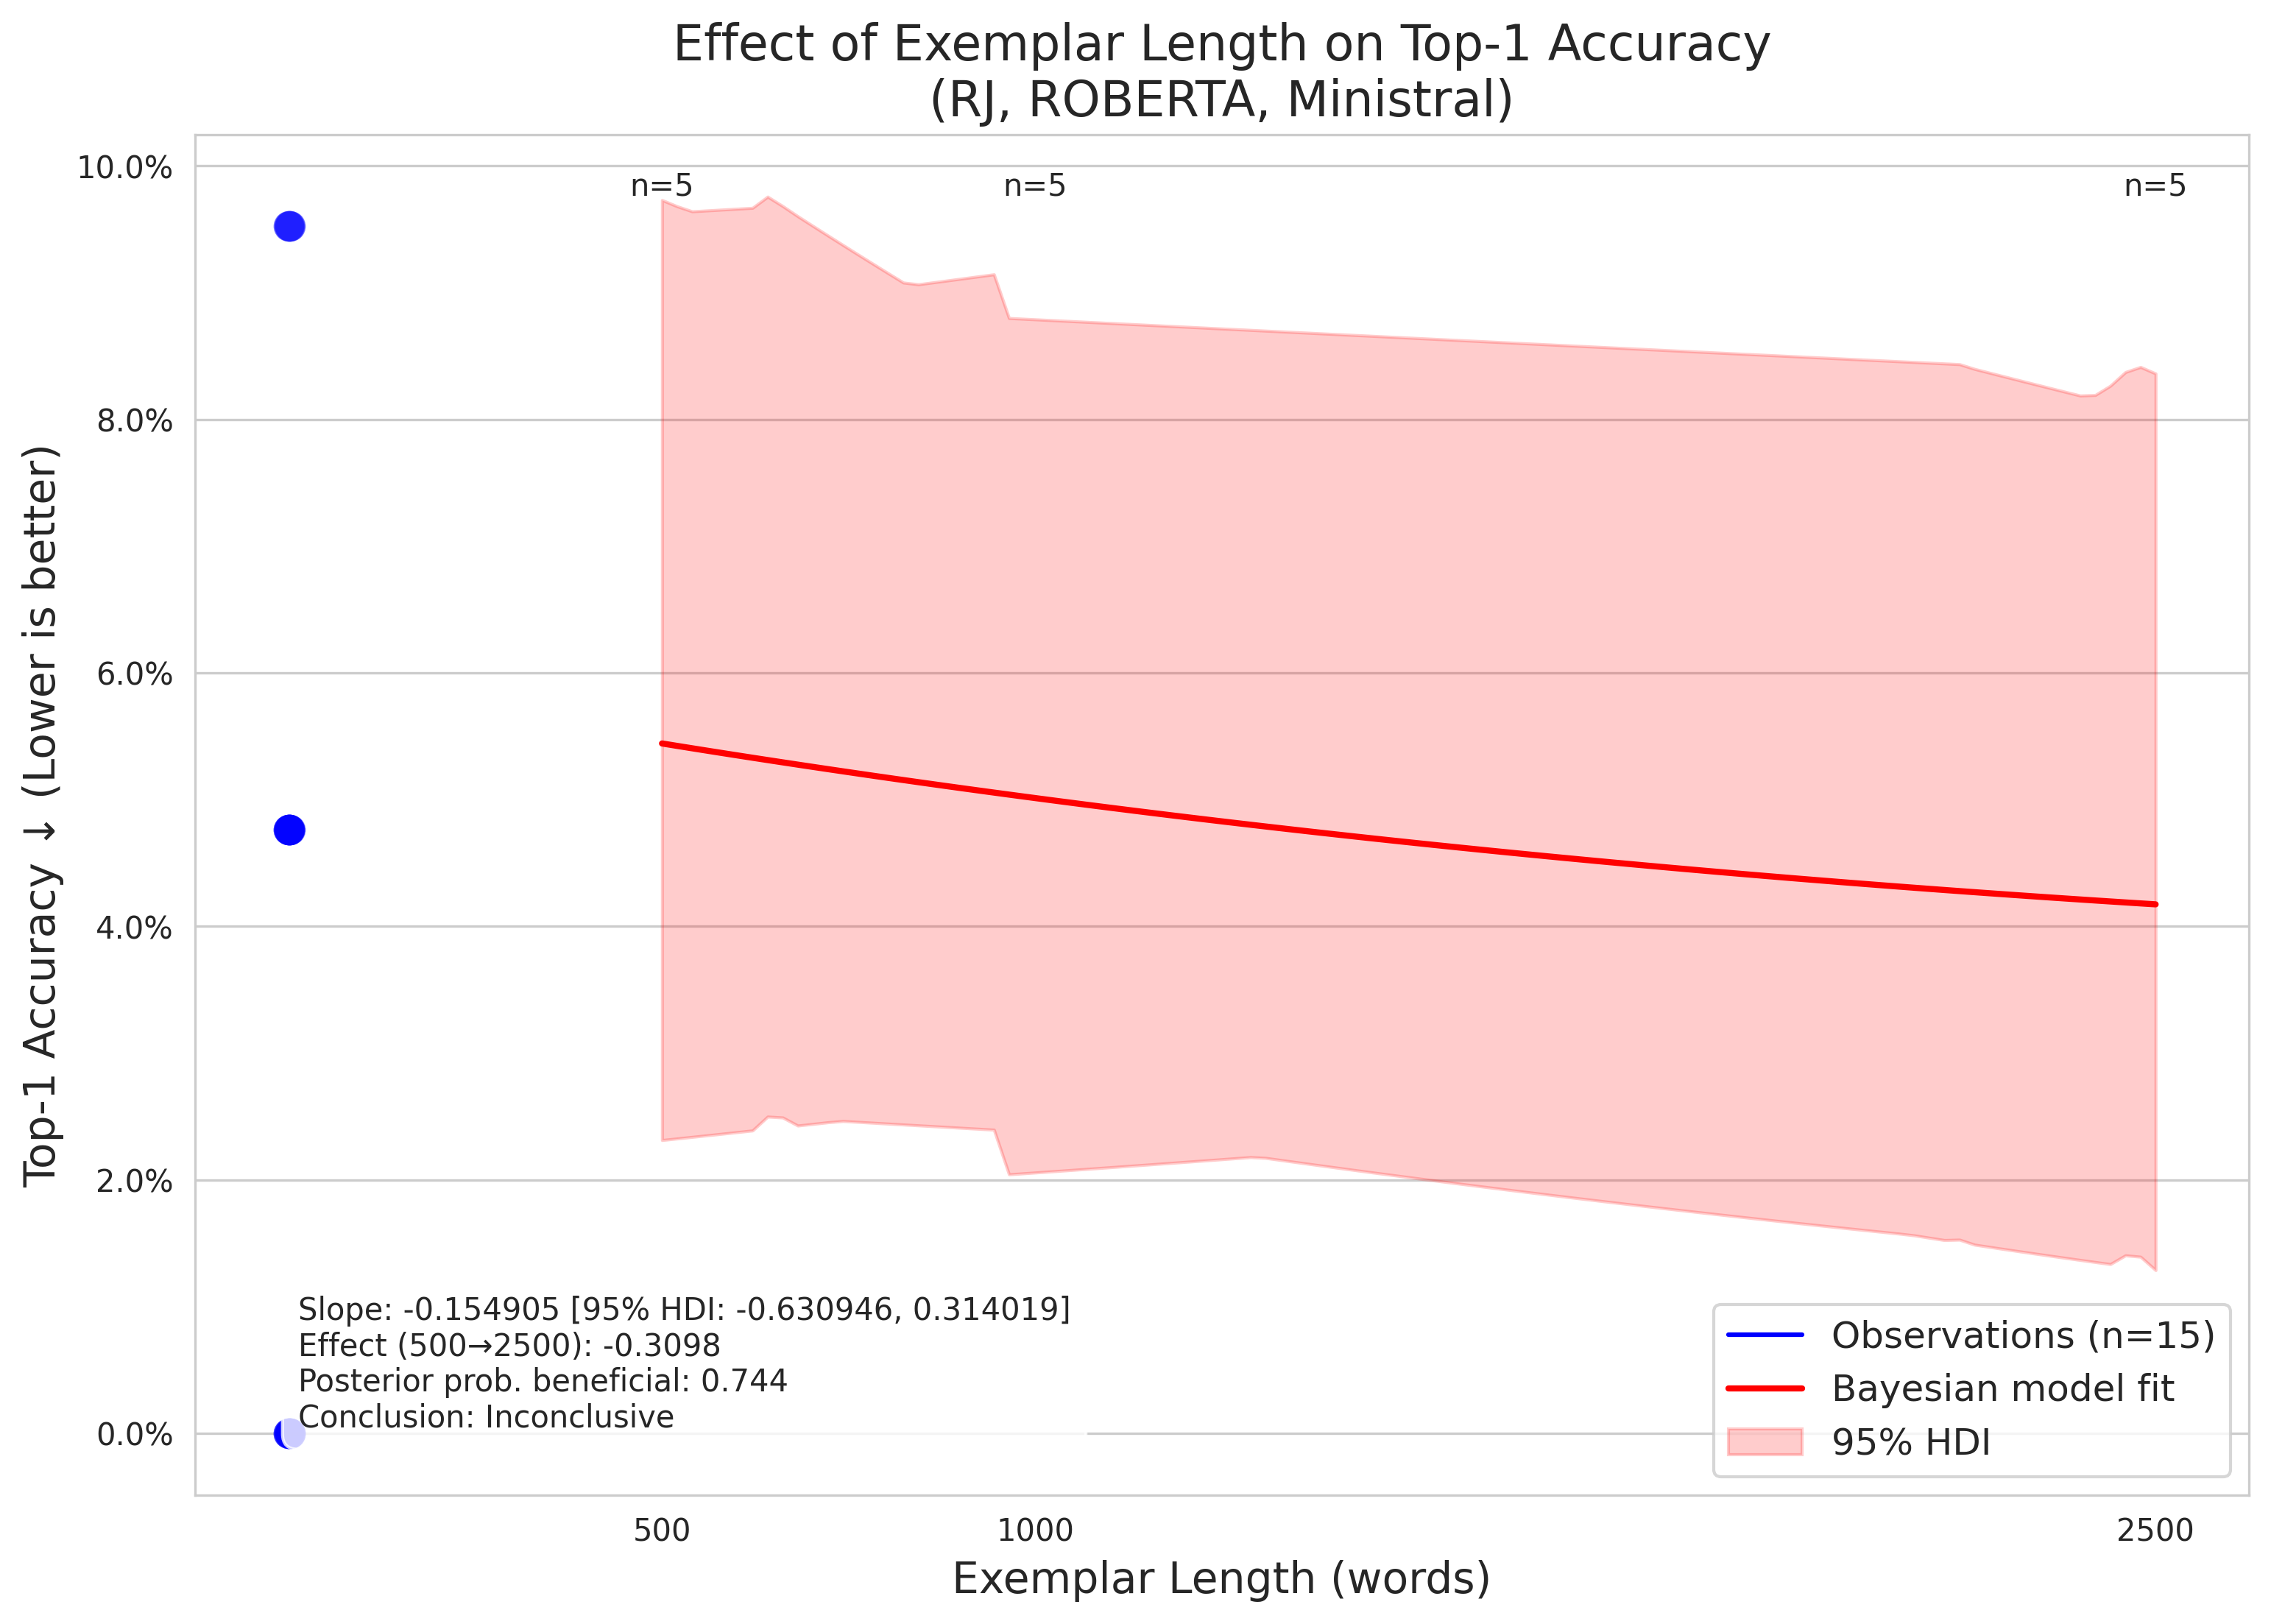 Effect of Exemplar Length on Top-1 Accuracy
(RJ, ROBERTA, Ministral)
Top-1 Accuracy ↓ (Lower is better)
10.0%
8.0%
6.0%
4.0%
2.0%
0.0%
n=5
n=5
n=5
Slope: -0.154905 [95% HDI: -0.630946, 0.314019]
Effect (500→2500): -0.3098
Posterior prob. beneficial: 0.744
Conclusion: Inconclusive
Observations (n=15)
Bayesian model fit
95% HDI
500
1000
2500
Exemplar Length (words)